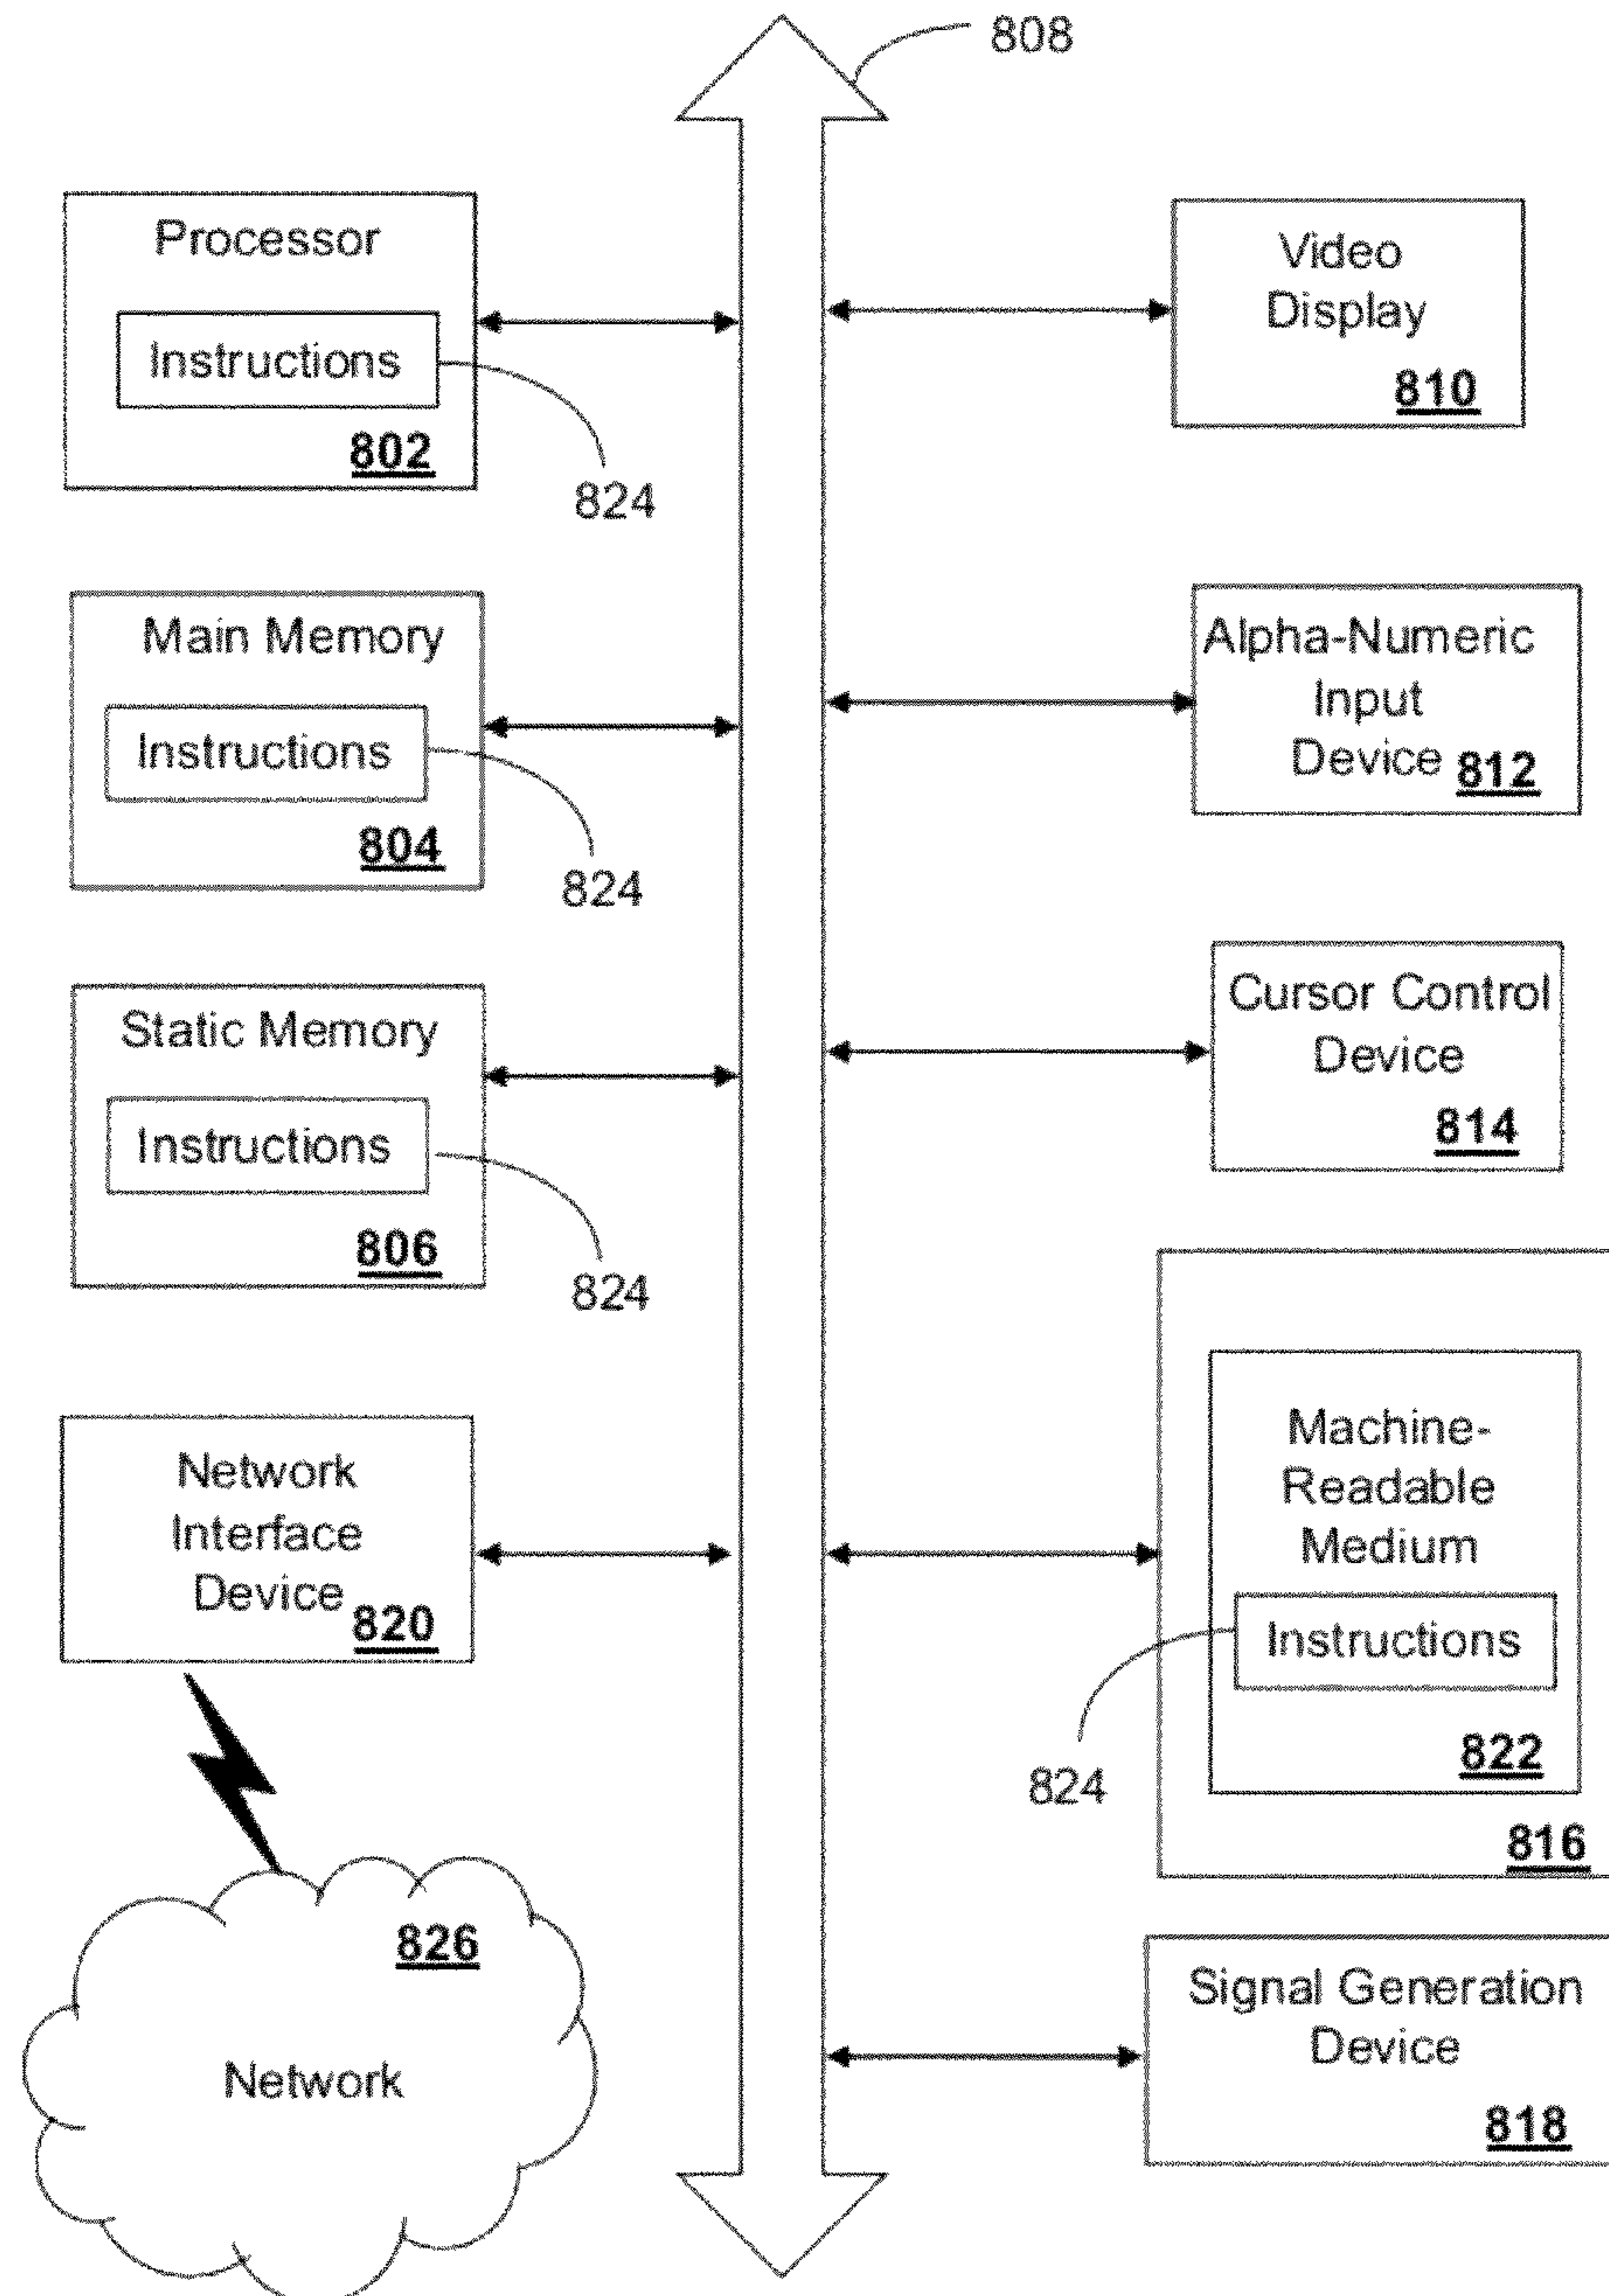 808
Processor
Instructions
802
824
Main Memory
Instructions
804
824
Static Memory
Instructions
806
824
Network
Interface
Device
820
826
Network
Video
Display
810
Alpha-Numeric
Input
Device
812
Cursor Control
Device
814
Machine-
Readable
Medium
Instructions
824
822
816
Signal Generation
Device
818